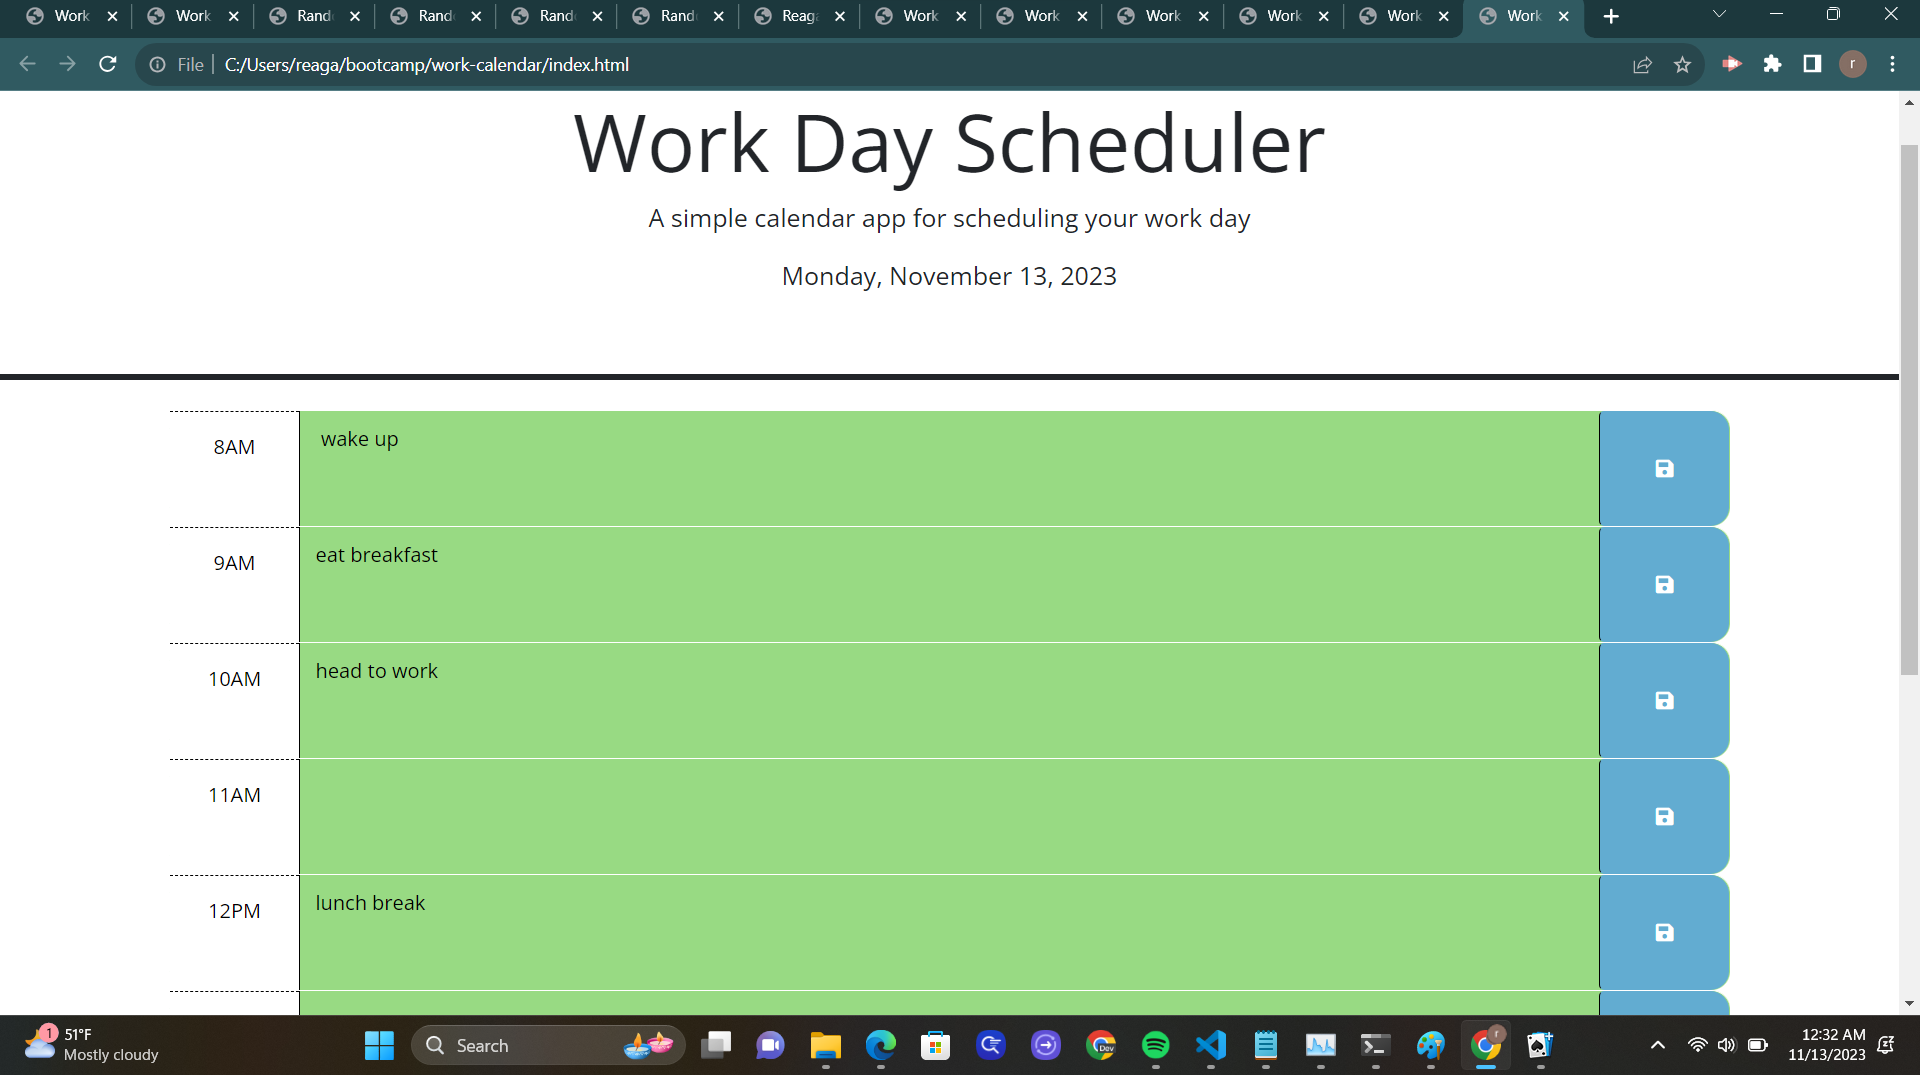 Work
Work
Rand
Rand
Rand
Rand
Reag
Work
Work
Work
Work
Work
Work
File
C:/Users/reaga/bootcamp/work-calendar/index.html
r
Work Day Scheduler
A simple calendar app for scheduling your work day
Monday, November 13, 2023
8AM
wake up
9AM
eat breakfast
10AM
head to work
11AM
12PM
lunch break
1
51°F
Mostly cloudy
Search
Dev
r
12:32 AM
11/13/2023